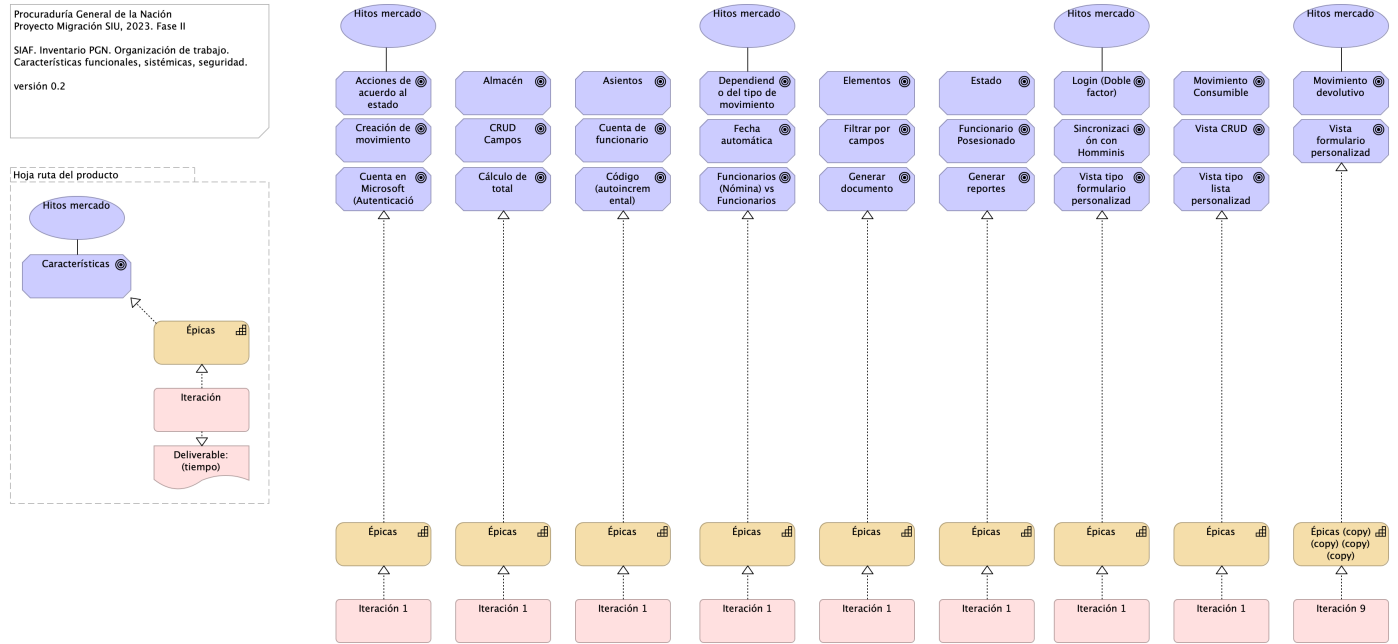 Procuraduría General de la Nación
Proyecto Migración SIU, 2023. Fase II
SIAF. Inventario PGN. Organización de trabajo.
Características funcionales, sistémicas, seguridad.
versión 0.2
Hoja ruta del producto
Hitos mercado
Características
Épicas
Iteración
Deliverable:
(tiempo)
Hitos mercado
Hitos mercado
Hitos mercado
Hitos mercado
Acciones de
acuerdo al
estado
Almacén
Asientos
Dependiend
o del tipo de
movimiento
Elementos
Estado
Login (Doble
factor)
Movimiento
Consumible
Movimiento
devolutivo
Creación de
movimiento
CRUD
Campos
Cuenta de
funcionario
Fecha
automática
Filtrar por
campos
Funcionario
Posesionado
Sincronizaci
ón con
Homminis
Vista CRUD
Vista
formulario
personalizad
Cuenta en
Microsoft
(Autenticació
Cálculo de
total
Código
(autoincrem
ental)
Funcionarios
(Nómina) vs
Funcionarios
Generar
documento
Generar
reportes
Vista tipo
formulario
personalizad
Vista tipo
lista
personalizad
Épicas
Épicas
Épicas
Épicas
Épicas
Épicas
Épicas
Épicas
Épicas (copy)
(copy) (copy)
(copy)
Iteración 1
Iteración 1
Iteración 1
Iteración 1
Iteración 1
Iteración 1
Iteración 1
Iteración 1
Iteración 9